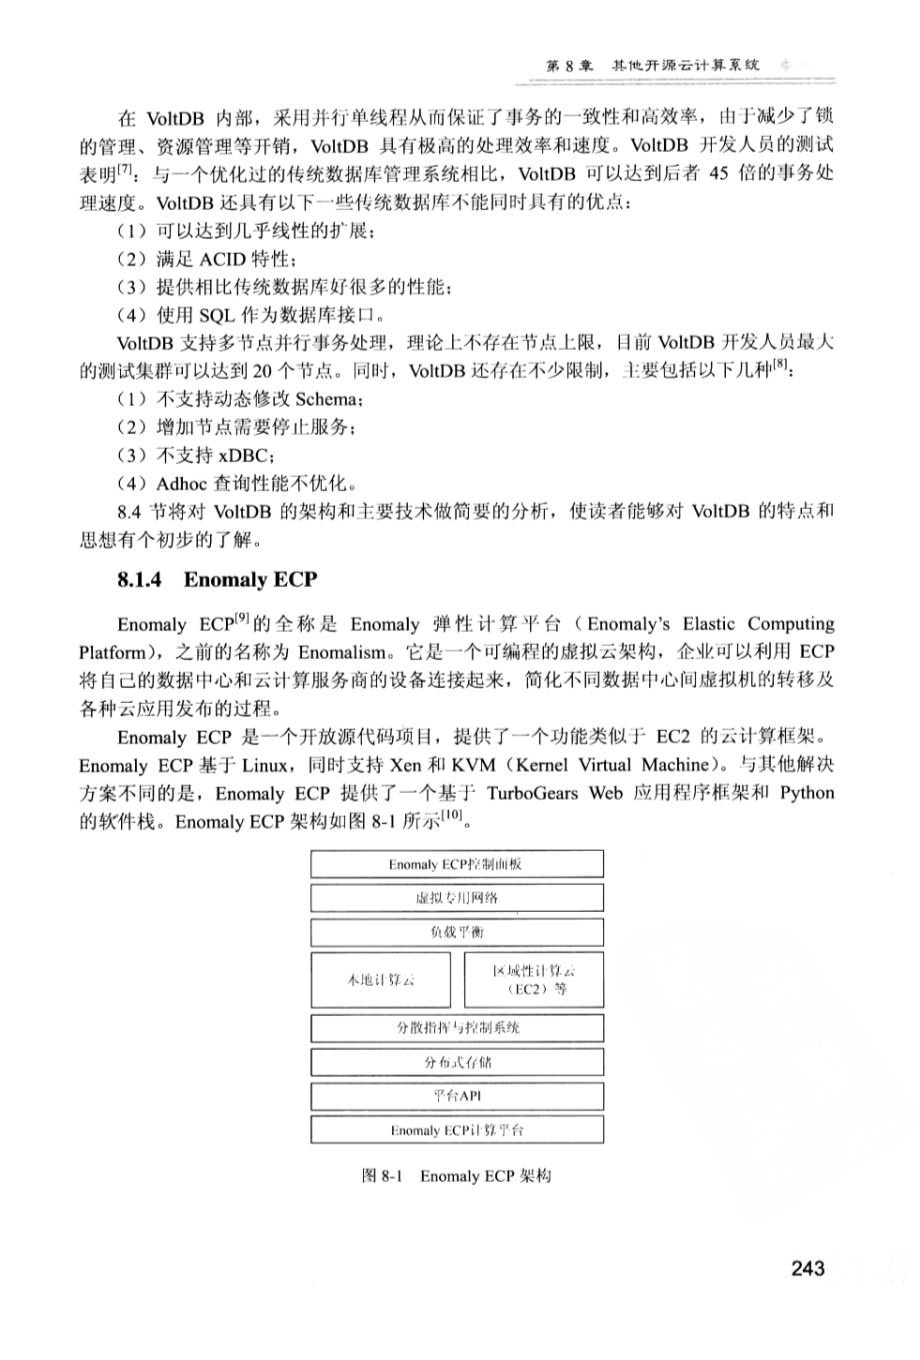 第 8 章 其他开源云计算系统
在 VoltDB 内部，采用并行单线程从而保证了事务的一致性和高效率，由于减少了锁
的管理、资源管理等开销，VoltDB 具有极高的处理效率和速度。VoltDB 开发人员的测试
表明[7]：与一个优化过的传统数据库管理系统相比，VoltDB 可以达到后者 45 倍的事务处
理速度。VoltDB 还具有以下一些传统数据库不能同时具有的优点：
（1）可以达到几乎线性的扩展；
（2）满足 ACID 特性；
（3）提供相比传统数据库好很多的性能；
（4）使用 SQL 作为数据库接口。
VoltDB 支持多节点并行事务处理，理论上不存在节点上限，目前 VoltDB 开发人员最大
的测试集群可以达到 20 个节点。同时，VoltDB 还存在不少限制，主要包括以下几种[8]：
（1）不支持动态修改 Schema；
（2）增加节点需要停止服务；
（3）不支持 xDBC；
（4）Adhoc 查询性能不优化。
8.4 节将对 VoltDB 的架构和主要技术做简要的分析，使读者能够对 VoltDB 的特点和
思想有个初步的了解。
8.1.4 Enomaly ECP
Enomaly ECP[9]的全称是 Enomaly 弹性计算平台（Enomaly's Elastic Computing
Platform），之前的名称为 Enomalism。它是一个可编程的虚拟云架构，企业可以利用 ECP
将自己的数据中心和云计算服务商的设备连接起来，简化不同数据中心间虚拟机的转移及
各种云应用发布的过程。
Enomaly ECP 是一个开放源代码项目，提供了一个功能类似于 EC2 的云计算框架。
Enomaly ECP 基于 Linux，同时支持 Xen 和 KVM（Kernel Virtual Machine）。与其他解决
方案不同的是，Enomaly ECP 提供了一个基于 TurboGears Web 应用程序框架和 Python
的软件栈。Enomaly ECP 架构如图 8-1 所示[10]。
Enomaly ECP控制面板
虚拟专用网络
负载平衡
本地计算云
区域性计算云
（EC2）等
分散指挥与控制系统
分布式存储
平台API
Enomaly ECP计算平台
图 8-1 Enomaly ECP 架构
243